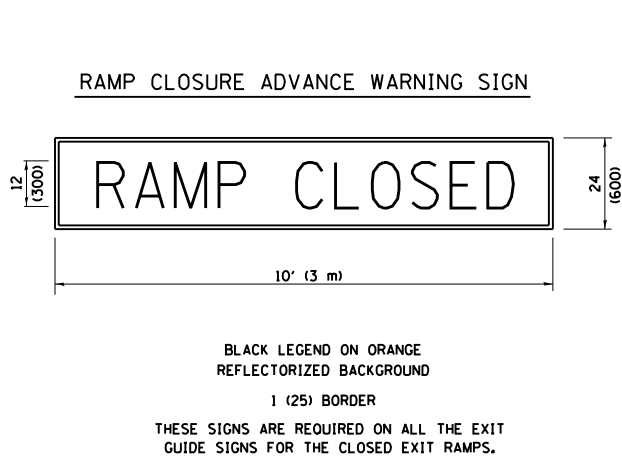 RAMP CLOSURE ADVANCE WARNING SIGN
RAMP CLOSED
12
(300)
24
(600)
10' (3 m)
BLACK LEGEND ON ORANGE
REFLECTORIZED BACKGROUND
1 (25) BORDER
THESE SIGNS ARE REQUIRED ON ALL THE EXIT
GUIDE SIGNS FOR THE CLOSED EXIT RAMPS.